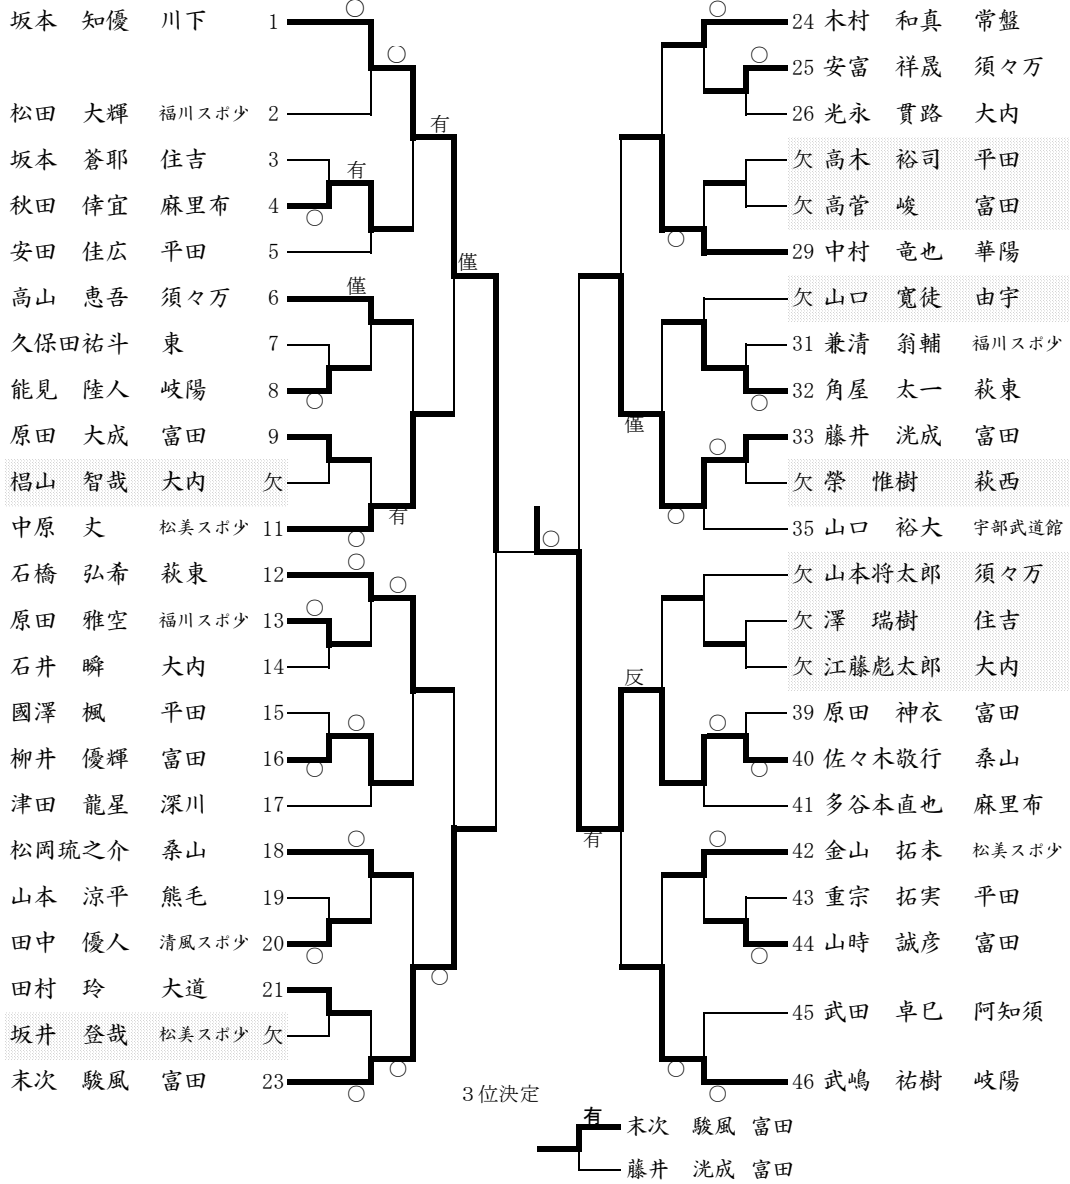 坂本 知優 川下 1
松田 大輝 福川スポ少 2
坂本 蒼耶 住吉 3
秋田 倖宜 麻里布 4
安田 佳広 平田 5
高山 恵吾 須々万 6
久保田祐斗 東 7
能見 陸人 岐陽 8
原田 大成 富田 9
椙山 智哉 大内 欠
中原 丈 松美スポ少 11
石橋 弘希 萩東 12
原田 雅空 福川スポ少 13
石井 瞬 大内 14
國澤 楓 平田 15
柳井 優輝 富田 16
津田 龍星 深川 17
松岡琉之介 桑山 18
山本 涼平 熊毛 19
田中 優人 清風スポ少 20
田村 玲 大道 21
坂井 登哉 松美スポ少 欠
末次 駿風 富田 23
○
○
有
有
○
僅
僅
○
有
○
○
○
○
○
○
○
○
○
○
○
○
○
24 木村 和真 常盤
25 安富 祥晟 須々万
26 光永 貫路 大内
欠 高木 裕司 平田
欠 高菅 峻 富田
29 中村 竜也 華陽
欠 山口 寛徒 由宇
31 兼清 翁輔 福川スポ少
32 角屋 太一 萩東
33 藤井 洸成 富田
欠 榮 惟樹 萩西
35 山口 裕大 宇部武道館
欠 山本将太郎 須々万
欠 澤 瑞樹 住吉
欠 江藤彪太郎 大内
39 原田 神衣 富田
40 佐々木敬行 桑山
41 多谷本直也 麻里布
42 金山 拓未 松美スポ少
43 重宗 拓実 平田
44 山時 誠彦 富田
45 武田 卓巳 阿知須
46 武嶋 祐樹 岐陽
○
○
○
○
僅
○
○
反
○
○
有
○
○
○
○
3位決定
有
末次 駿風 富田
藤井 洸成 富田